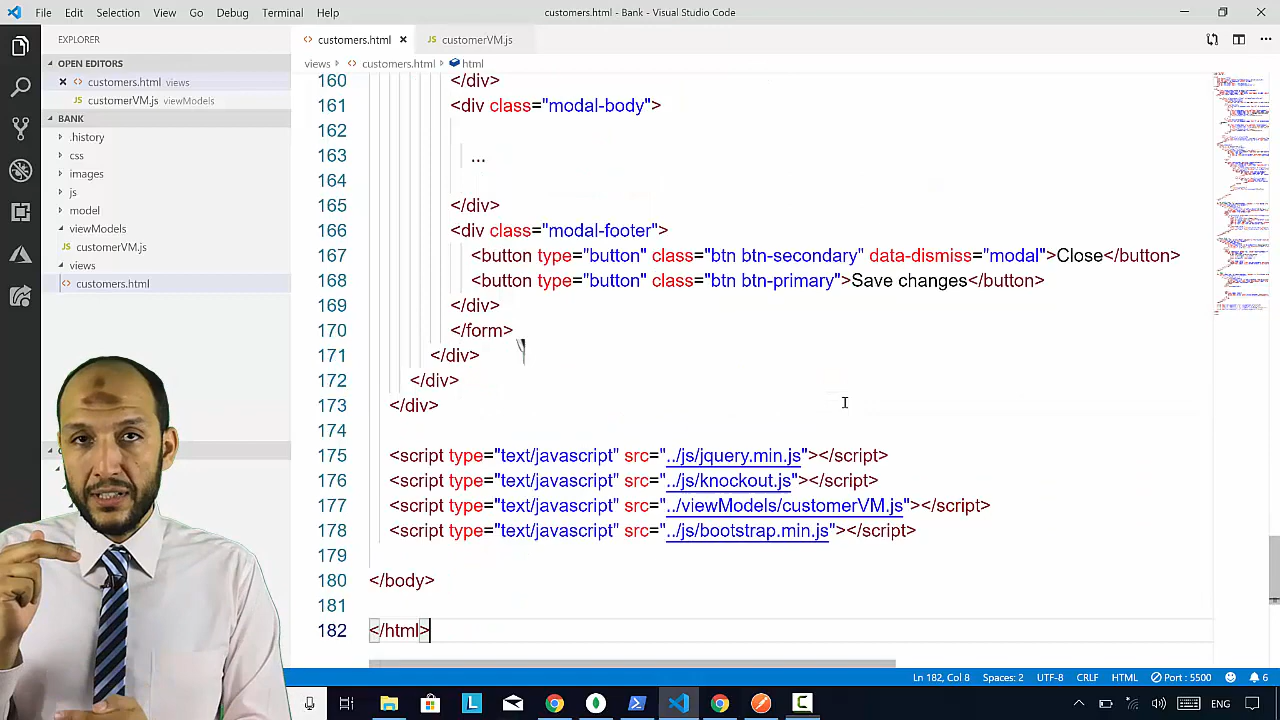 File Edit Selection View Go Debug Terminal Help customers.html - Bank - Visual Studio Code
EXPLORER
customers.html
customerVM.js
OPEN EDITORS
views > customers.html > html
customers.html views
customerVM.js viewModels
BANK
.history
css
images
js
model
viewModels
customerVM.js
views
customers.html
160 </div>
161 <div class="modal-body">
162
163 ...
164
165 </div>
166 <div class="modal-footer">
167 <button type="button" class="btn btn-secondary" data-dismiss="modal">Close</button>
168 <button type="button" class="btn btn-primary">Save changes</button>
169 </div>
170 </form>
171 </div>
172 </div>
173 </div>
174
175 <script type="text/javascript" src="../js/jquery.min.js"></script>
176 <script type="text/javascript" src="../js/knockout.js"></script>
177 <script type="text/javascript" src="../viewModels/customerVM.js"></script>
178 <script type="text/javascript" src="../js/bootstrap.min.js"></script>
179
180 </body>
181
182 </html>
Ln 182, Col 8 Spaces: 2 UTF-8 CRLF HTML Port : 5500 6
ENG